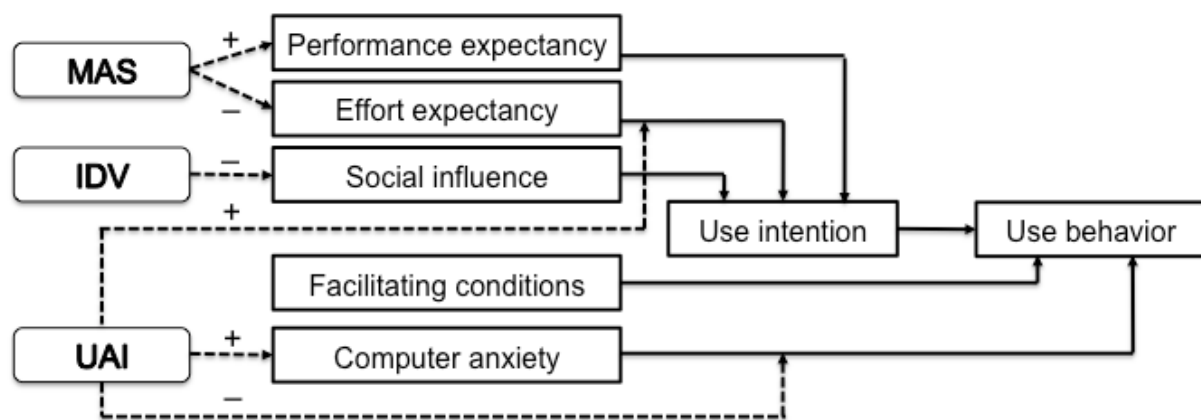 +
Performance expectancy
MAS
–
Effort expectancy
IDV
–
Social influence
+
Use intention
Use behavior
Facilitating conditions
UAI
+
Computer anxiety
–